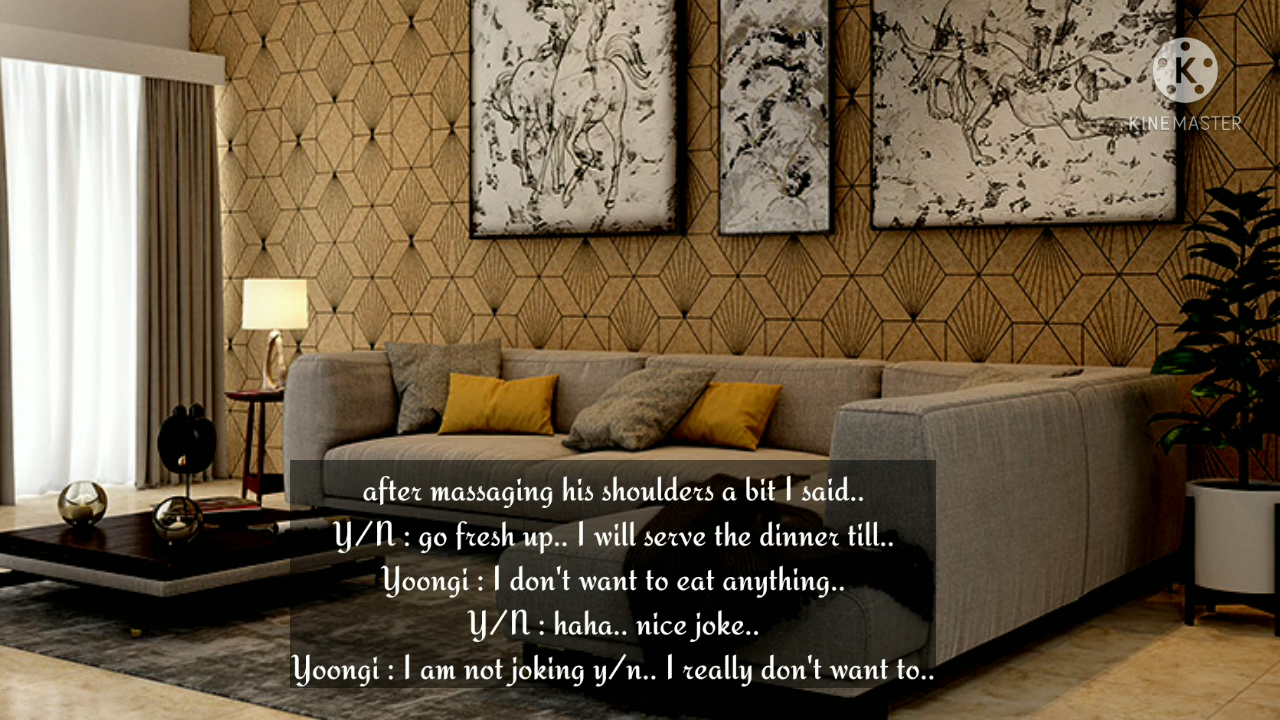 K
KINEMASTER
after massaging his shoulders a bit I said..
Y/N : go fresh up.. I will serve the dinner till..
Yoongi : I don't want to eat anything..
Y/N : haha.. nice joke..
Yoongi : I am not joking y/n.. I really don't want to..